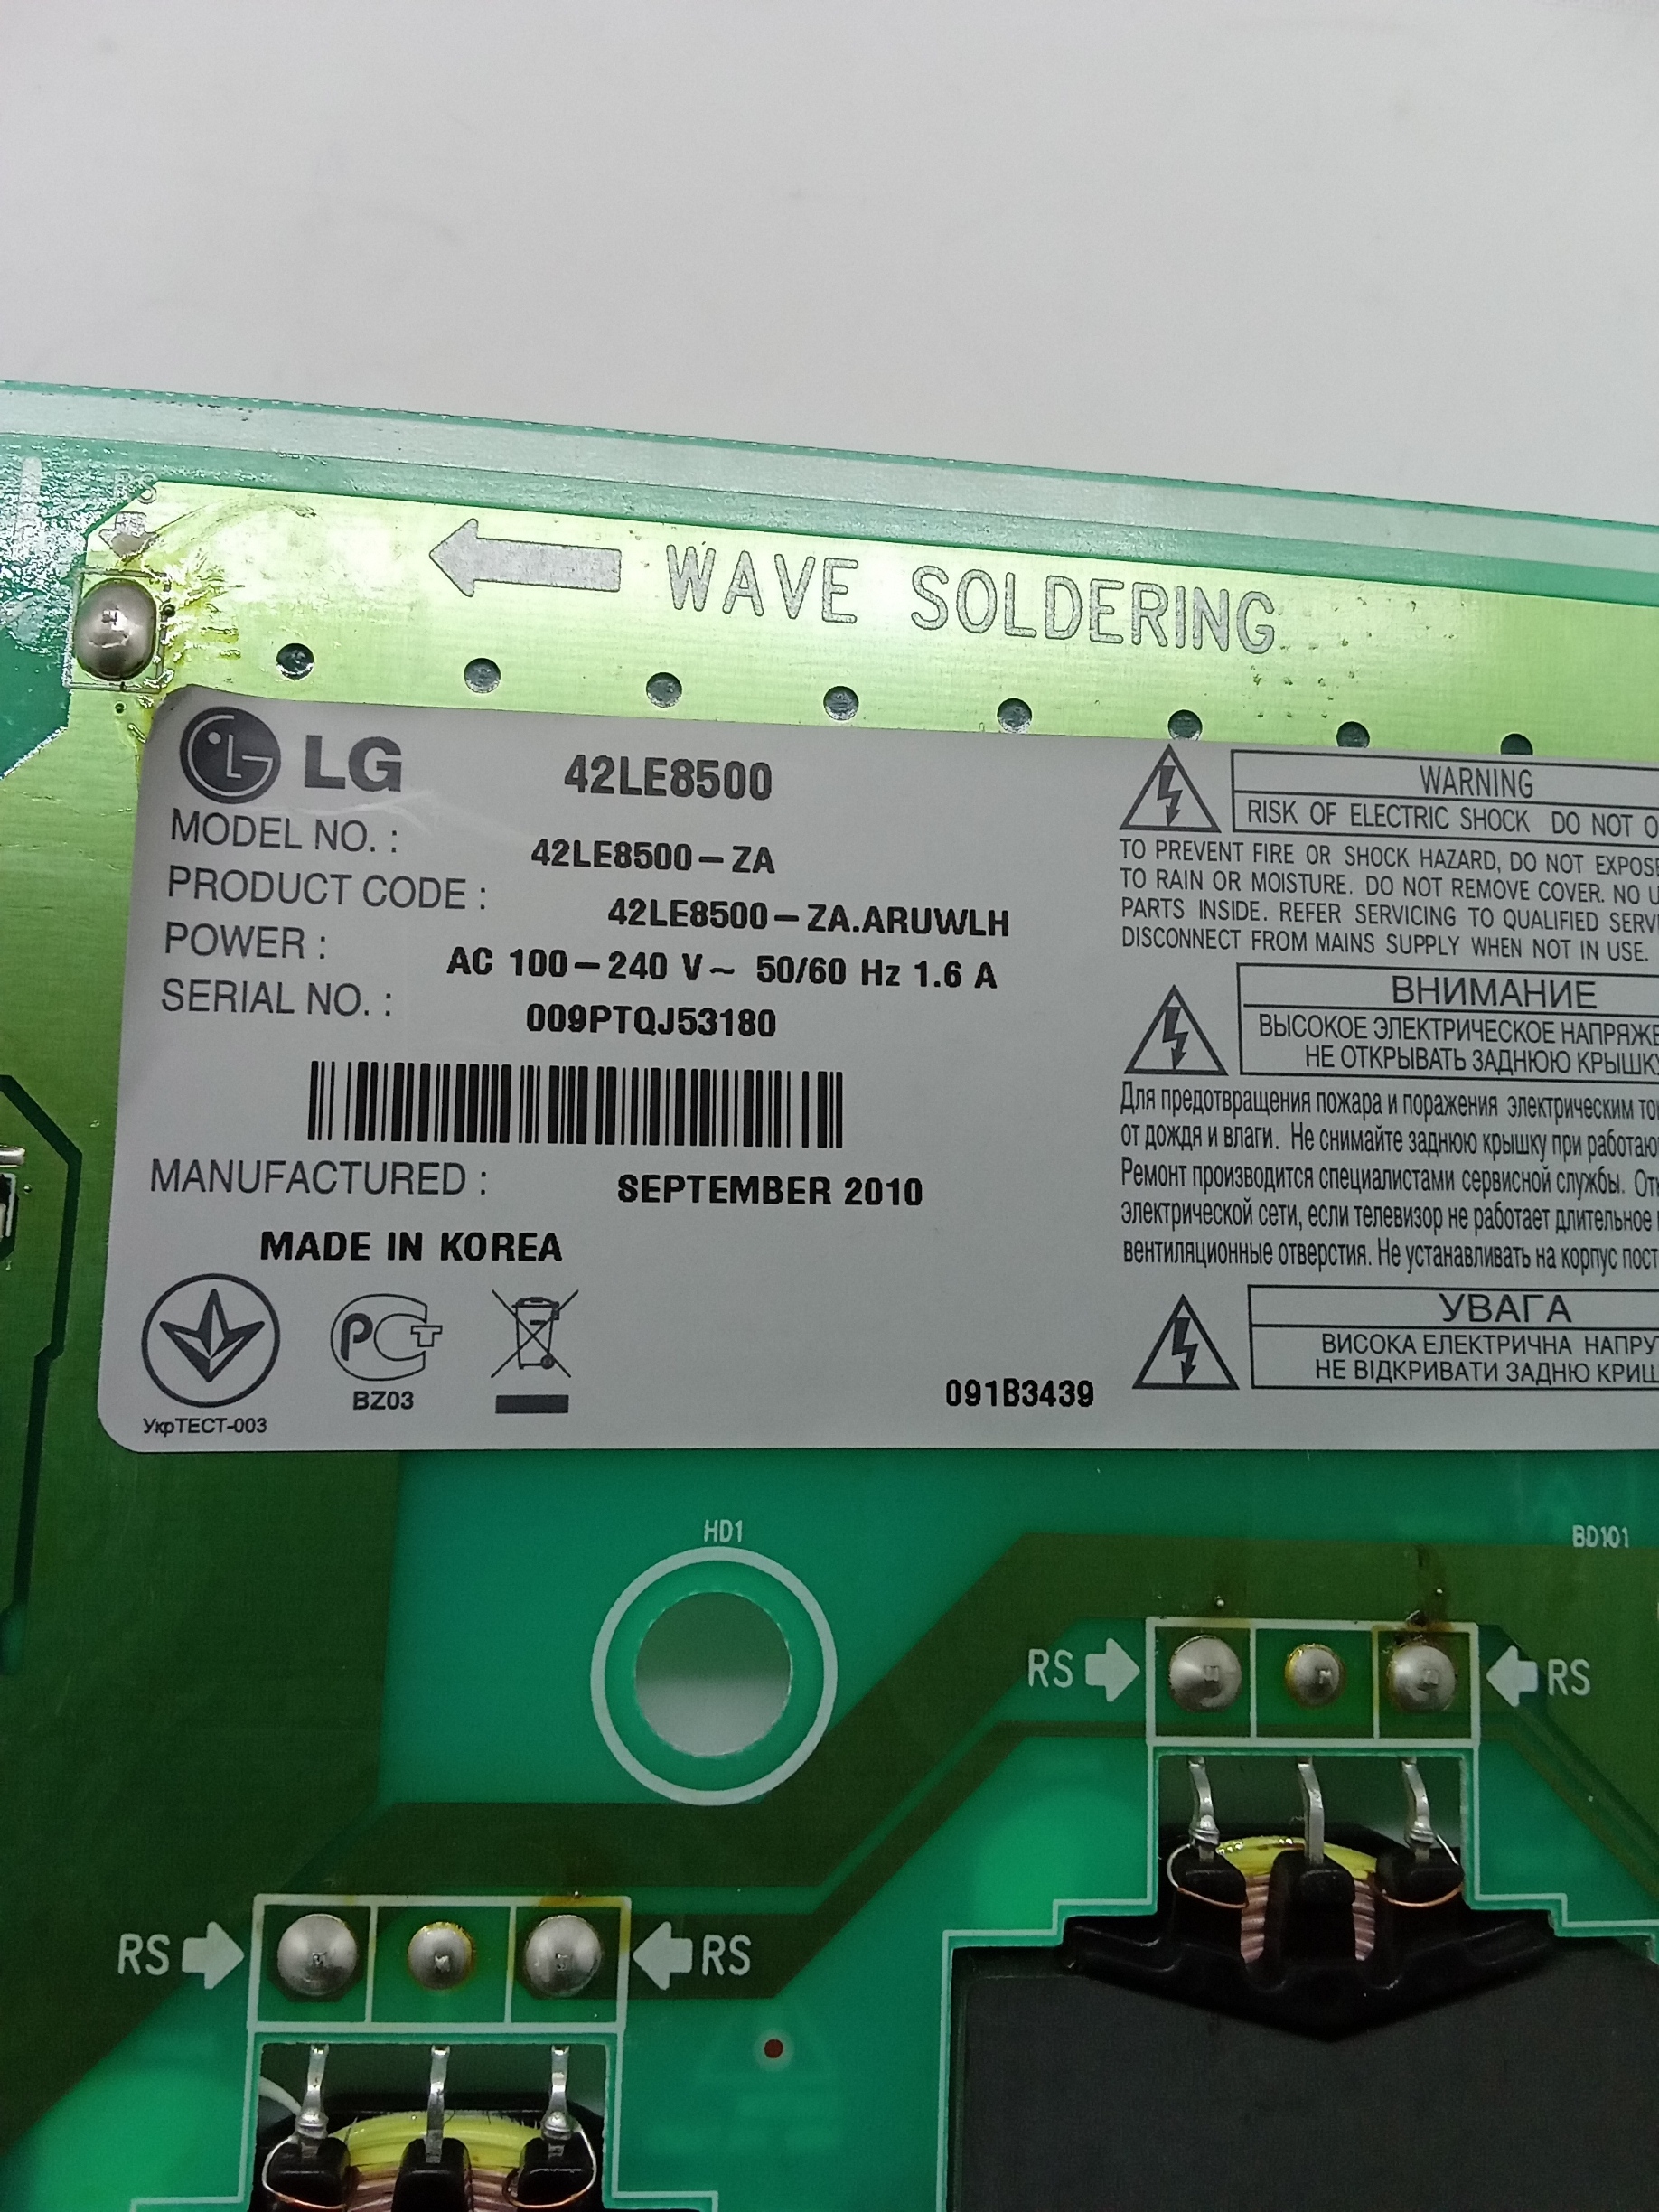 RS
WAVE SOLDERING
LG 42LE8500
MODEL NO. : 42LE8500-ZA
PRODUCT CODE : 42LE8500-ZA.ARUWLH
POWER : AC 100-240 V~ 50/60 Hz 1.6 A
SERIAL NO. : 009PTQJ53180
MANUFACTURED : SEPTEMBER 2010
MADE IN KOREA
УкрТЕСТ-003
РСТ
BZ03
091B3439
WARNING
RISK OF ELECTRIC SHOCK DO NOT
TO PREVENT FIRE OR SHOCK HAZARD, DO NOT EXPOSE
TO RAIN OR MOISTURE. DO NOT REMOVE COVER. NO
PARTS INSIDE. REFER SERVICING TO QUALIFIED
DISCONNECT FROM MAINS SUPPLY WHEN NOT IN USE.
ВНИМАНИЕ
ВЫСОКОЕ ЭЛЕКТРИЧЕСКОЕ
НЕ ОТКРЫВАТЬ ЗАДНЮЮ КРЫШКУ
Для предотвращения пожара и поражения электрическим
от дождя и влаги. Не снимайте заднюю крышку при
Ремонт производится специалистами сервисной службы.
электрической сети, если телевизор не работает длительное
вентиляционные отверстия. Не устанавливать на корпус
УВАГА
ВИСОКА ЕЛЕКТРИЧНА
НЕ ВІДКРИВАТИ ЗАДНЮ
HD1
BD101
RS RS
RS RS